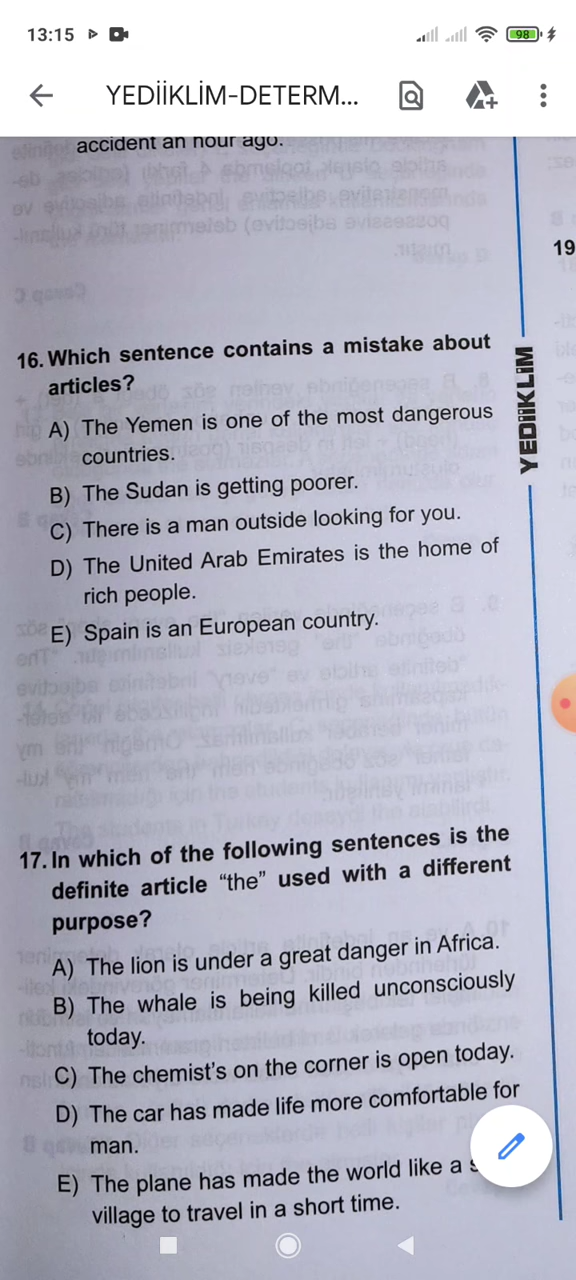 13:15
98
YEDİİKLİM-DETERM...
accident an hour ago.
19
16. Which sentence contains a mistake about
articles?
A) The Yemen is one of the most dangerous
countries.
B) The Sudan is getting poorer.
C) There is a man outside looking for you.
D) The United Arab Emirates is the home of
rich people.
E) Spain is an European country.
YEDİİKLİM
17. In which of the following sentences is the
definite article “the” used with a different
purpose?
A) The lion is under a great danger in Africa.
B) The whale is being killed unconsciously
today.
C) The chemist's on the corner is open today.
D) The car has made life more comfortable for
man.
E) The plane has made the world like a
village to travel in a short time.